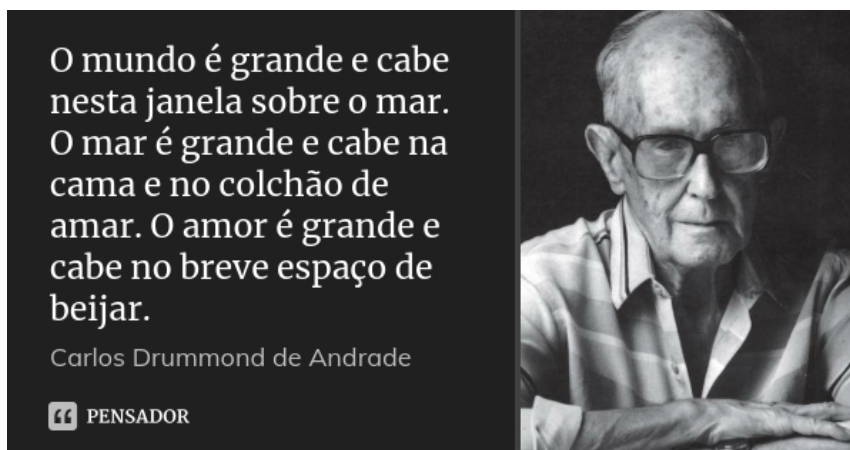 O mundo é grande e cabe
nesta janela sobre o mar.
O mar é grande e cabe na
cama e no colchão de
amar. O amor é grande e
cabe no breve espaço de
beijar.
Carlos Drummond de Andrade
PENSADOR